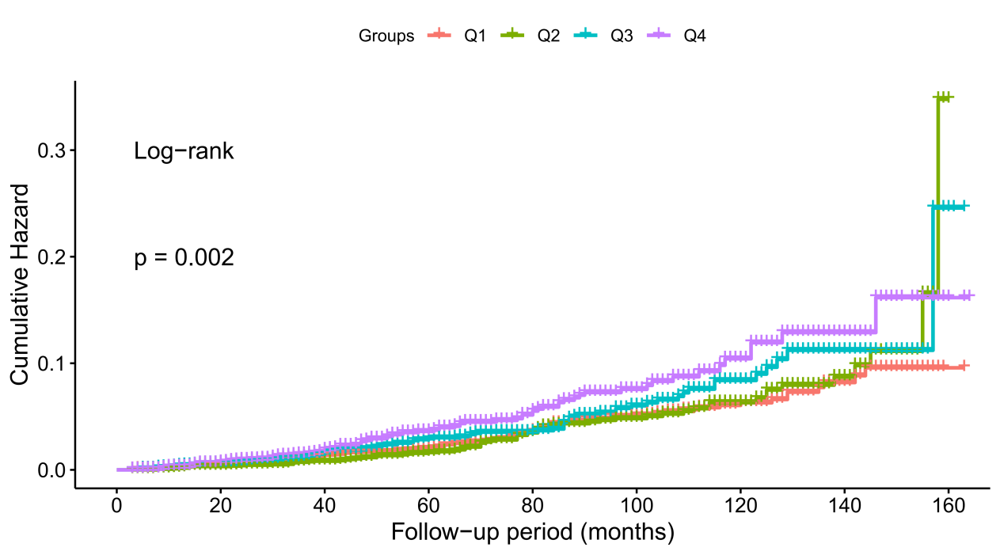 Groups Q1 Q2 Q3 Q4
Log−rank
p = 0.002
Cumulative Hazard
0.3
0.2
0.1
0.0
0 20 40 60 80 100 120 140 160
Follow−up period (months)